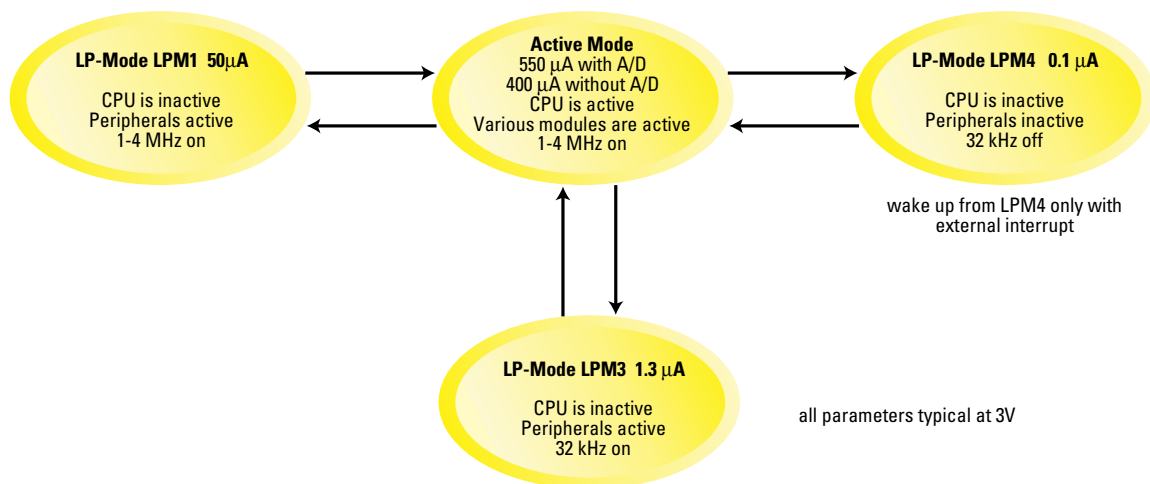 LP-Mode LPM1 50μA
CPU is inactive
Peripherals active
1-4 MHz on
Active Mode
550 μA with A/D
400 μA without A/D
CPU is active
Various modules are active
1-4 MHz on
LP-Mode LPM4 0.1 μA
CPU is inactive
Peripherals inactive
32 kHz off
wake up from LPM4 only with
external interrupt
LP-Mode LPM3 1.3 μA
CPU is inactive
Peripherals active
32 kHz on
all parameters typical at 3V